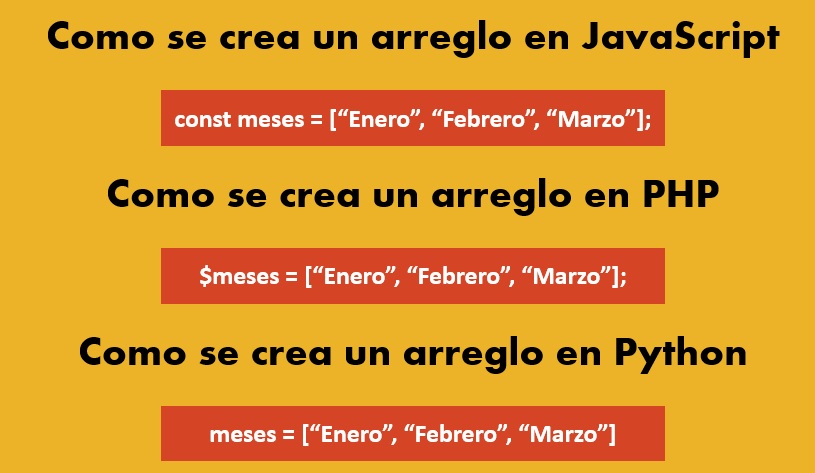 Como se crea un arreglo en JavaScript
const meses = [“Enero”, “Febrero”, “Marzo”];
Como se crea un arreglo en PHP
$meses = [“Enero”, “Febrero”, “Marzo”];
Como se crea un arreglo en Python
meses = [“Enero”, “Febrero”, “Marzo”]